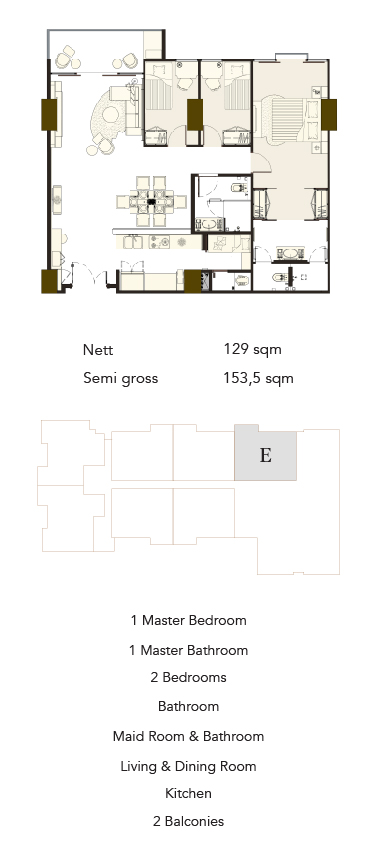 Nett 129 sqm
Semi gross 153,5 sqm
E
1 Master Bedroom
1 Master Bathroom
2 Bedrooms
Bathroom
Maid Room & Bathroom
Living & Dining Room
Kitchen
2 Balconies